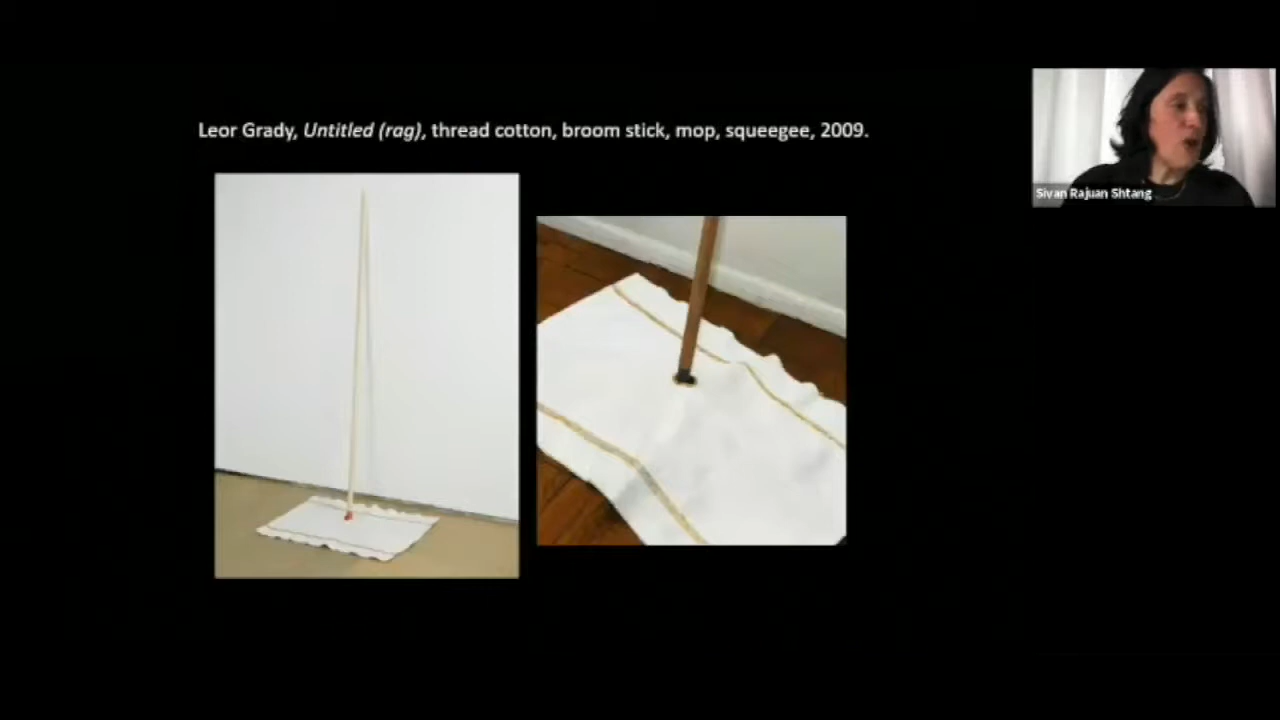 Leor Grady, Untitled (rag), thread cotton, broom stick, mop, squeegee, 2009.
Sivan Rajuan Shtang